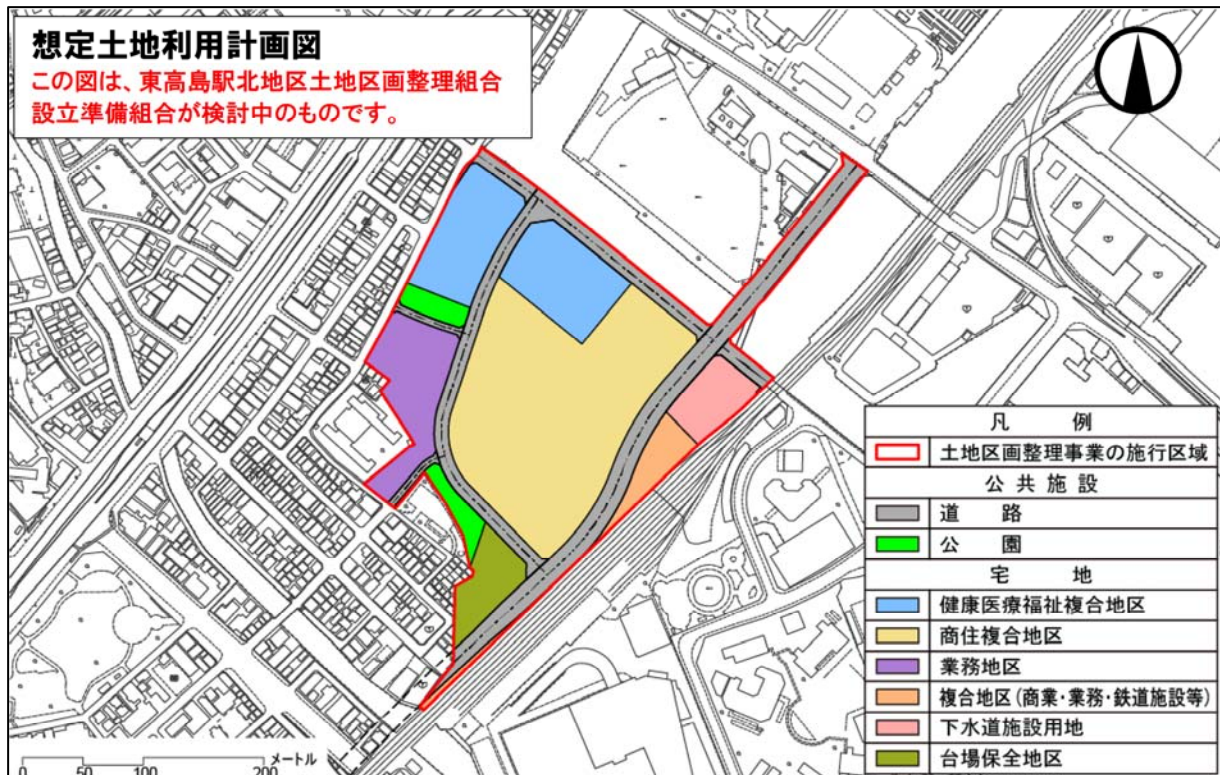 想定土地利用計画図
この図は、東高島駅北地区土地区画整理組合
設立準備組合が検討中のものです。
凡 例
土地区画整理事業の施行区域
公共施設
道 路
公 園
宅 地
健康医療福祉複合地区
商住複合地区
業務地区
複合地区(商業・業務・鉄道施設等)
下水道施設用地
台場保全地区
メートル
0 50 100 200